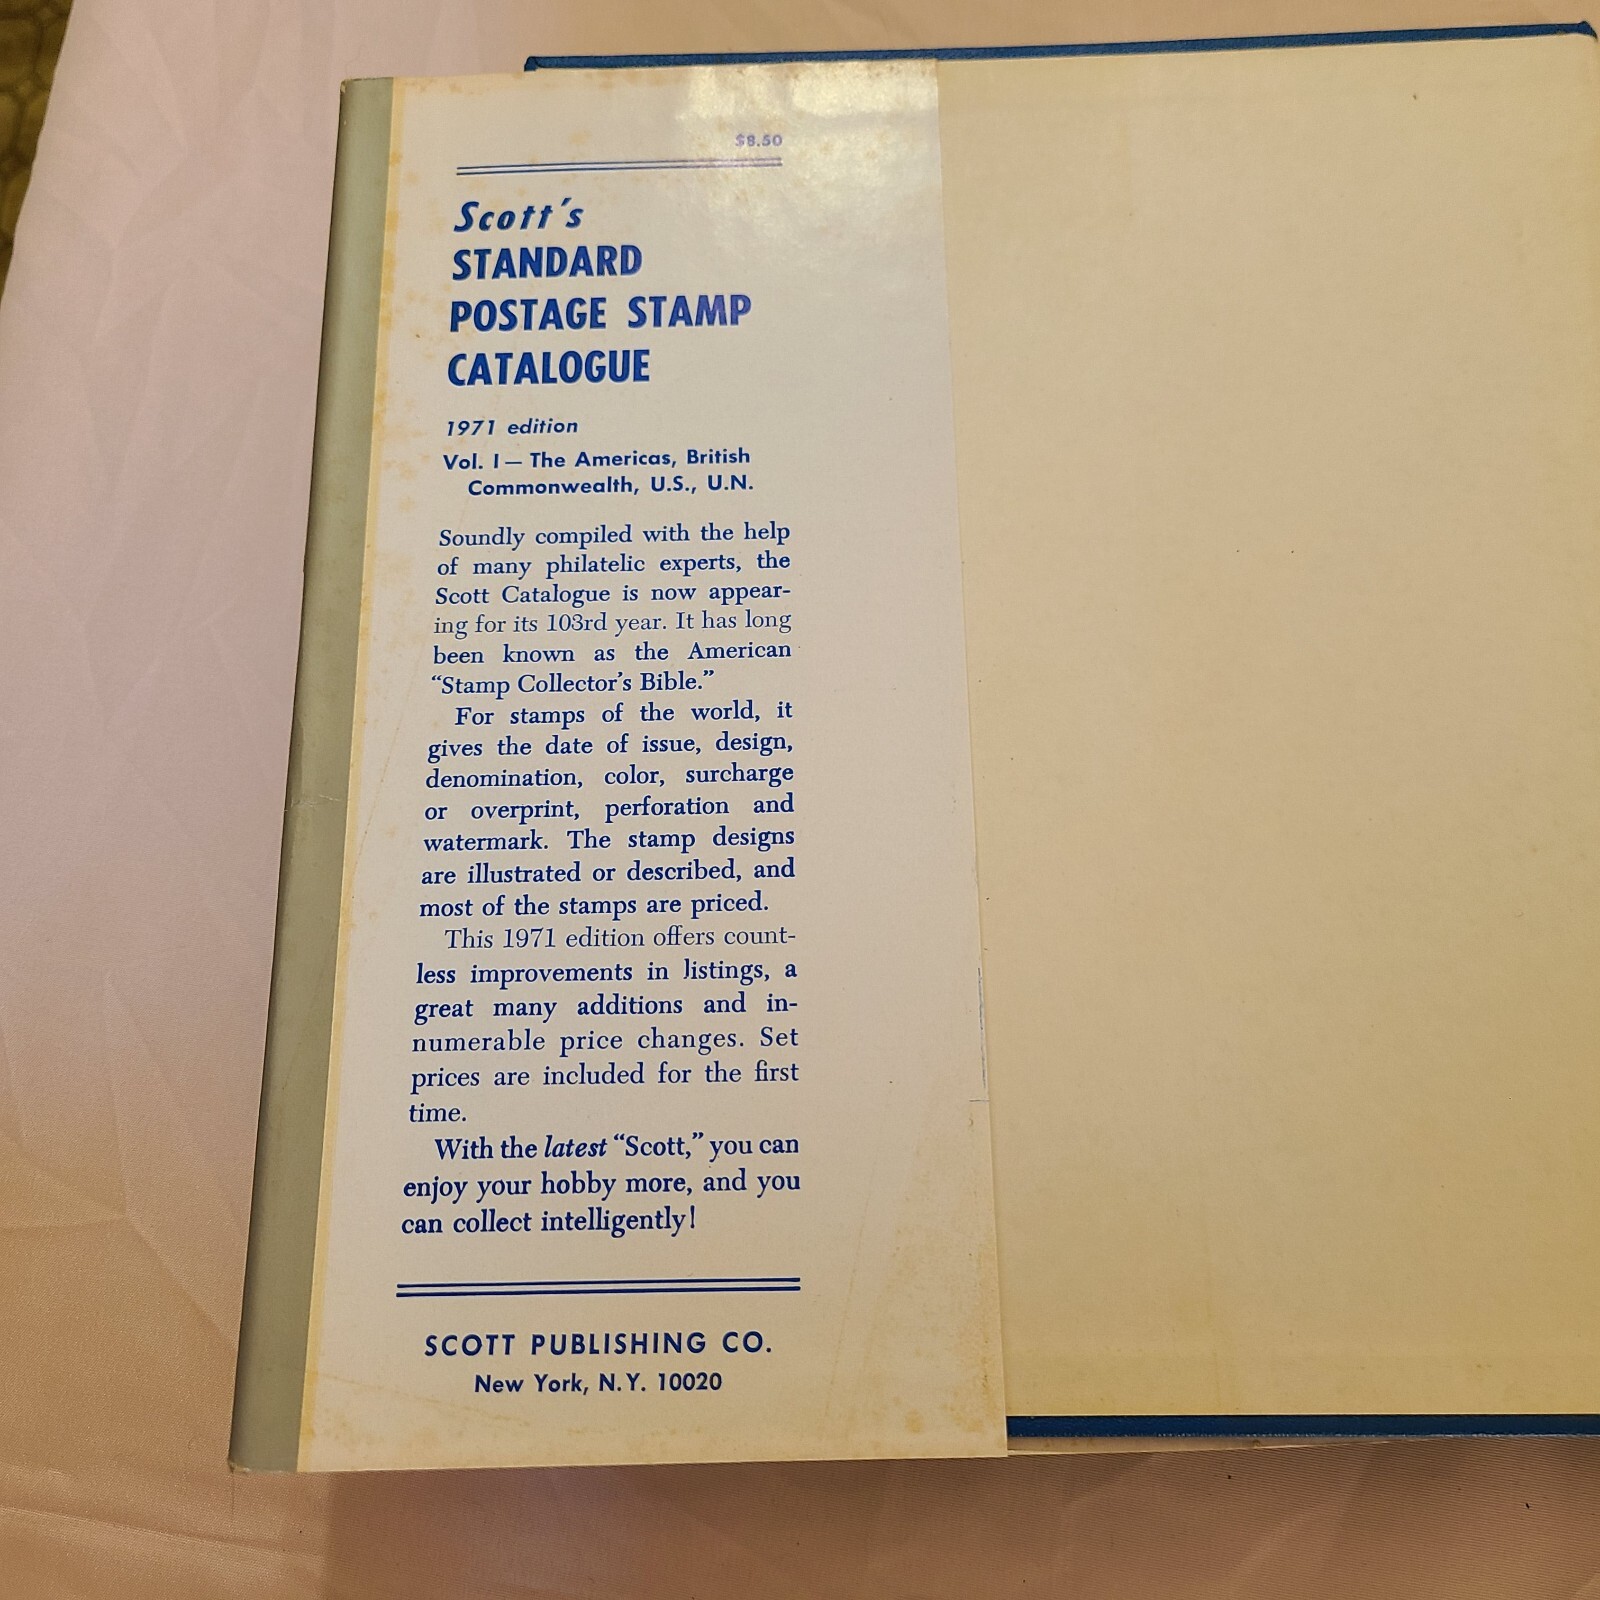 $8.50
Scott's
STANDARD
POSTAGE STAMP
CATALOGUE
1971 edition
Vol. I — The Americas, British
Commonwealth, U.S., U.N.
Soundly compiled with the help
of many philatelic experts, the
Scott Catalogue is now appear-
ing for its 103rd year. It has long
been known as the American
“Stamp Collector’s Bible.”
For stamps of the world, it
gives the date of issue, design,
denomination, color, surcharge
or overprint, perforation and
watermark. The stamp designs
are illustrated or described, and
most of the stamps are priced.
This 1971 edition offers count-
less improvements in listings, a
great many additions and in-
numerable price changes. Set
prices are included for the first
time.
With the latest “Scott,” you can
enjoy your hobby more, and you
can collect intelligently!
SCOTT PUBLISHING CO.
New York, N.Y. 10020